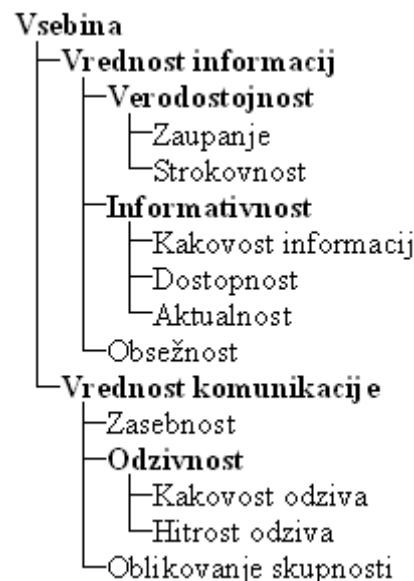 Vsebina
Vrednost informacij
Verodostojnost
Zaupanje
Strokovnost
Informativnost
Kakovost informacij
Dostopnost
Aktualnost
Obsežnost
Vrednost komunikacije
Zasebnost
Odzivnost
Kakovost odziva
Hitrost odziva
Oblikovanje skupnosti